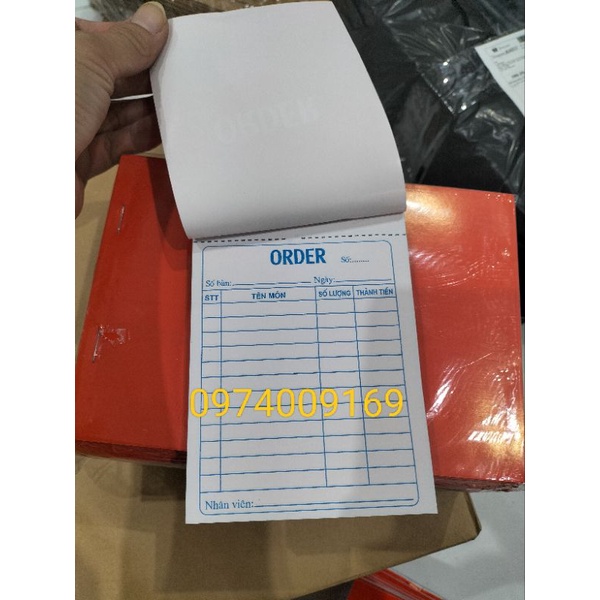 ORDER Số:........
Số bàn: Ngày:
STT TÊN MÓN SỐ LƯỢNG THÀNH TIỀN
0974009169
Nhân viên: